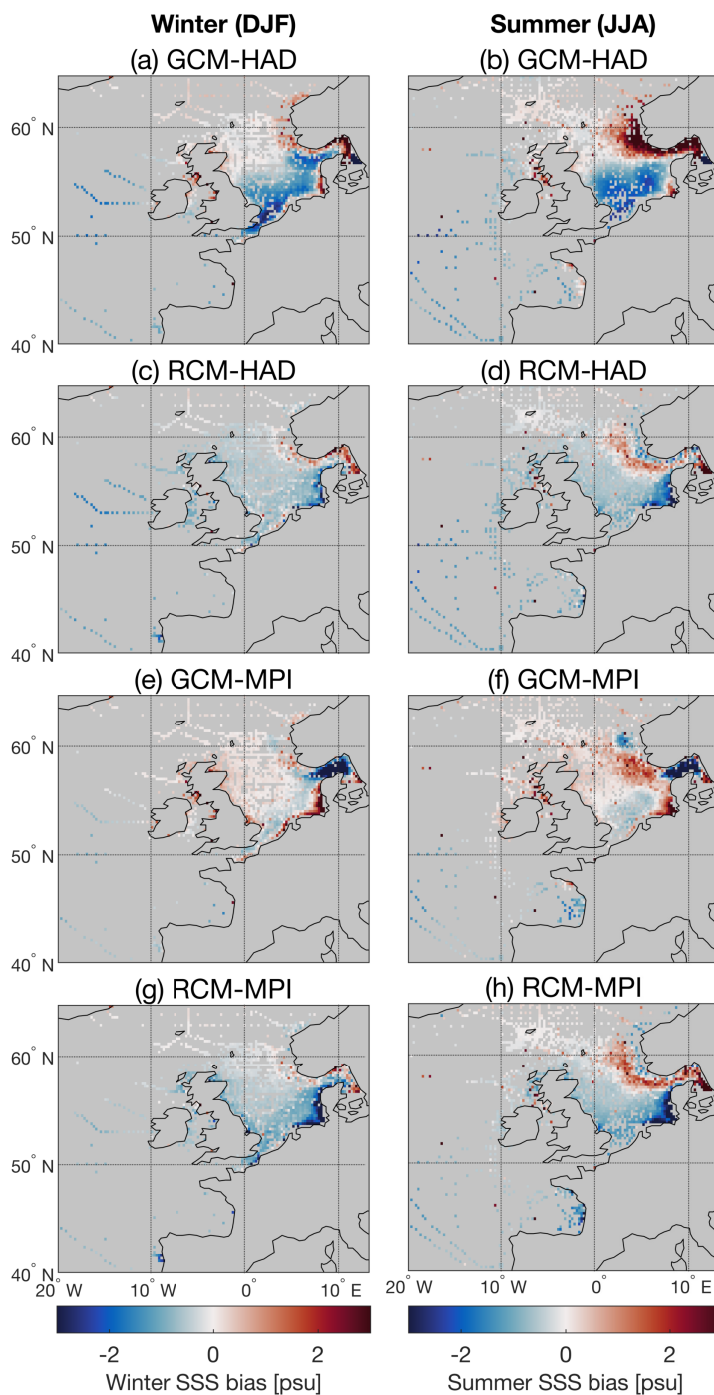 Winter (DJF) Summer (JJA)
(a) GCM-HAD (b) GCM-HAD
60° N
50° N
40° N
(c) RCM-HAD (d) RCM-HAD
60° N
50° N
40° N
(e) GCM-MPI (f) GCM-MPI
60° N
50° N
40° N
(g) RCM-MPI (h) RCM-MPI
60° N
50° N
40° N
20° W 10° W 0° 10° E 10° W 0° 10° E
-2 0 2 -2 0 2
Winter SSS bias [psu] Summer SSS bias [psu]